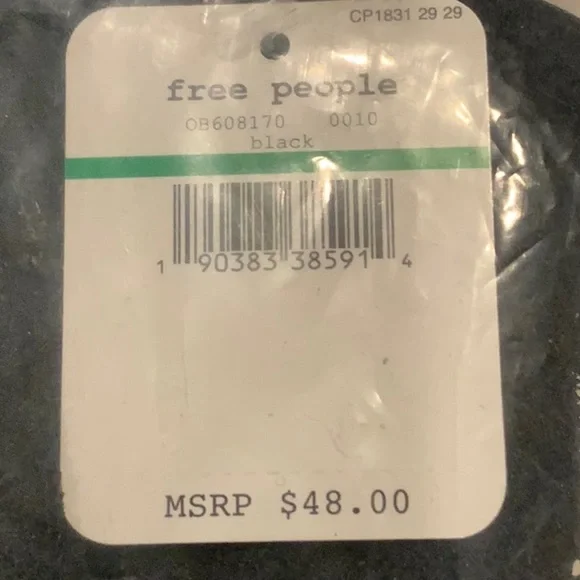 CP1831 29 29
free people
OB608170 0010
black
1 90383 38591 4
MSRP $48.00